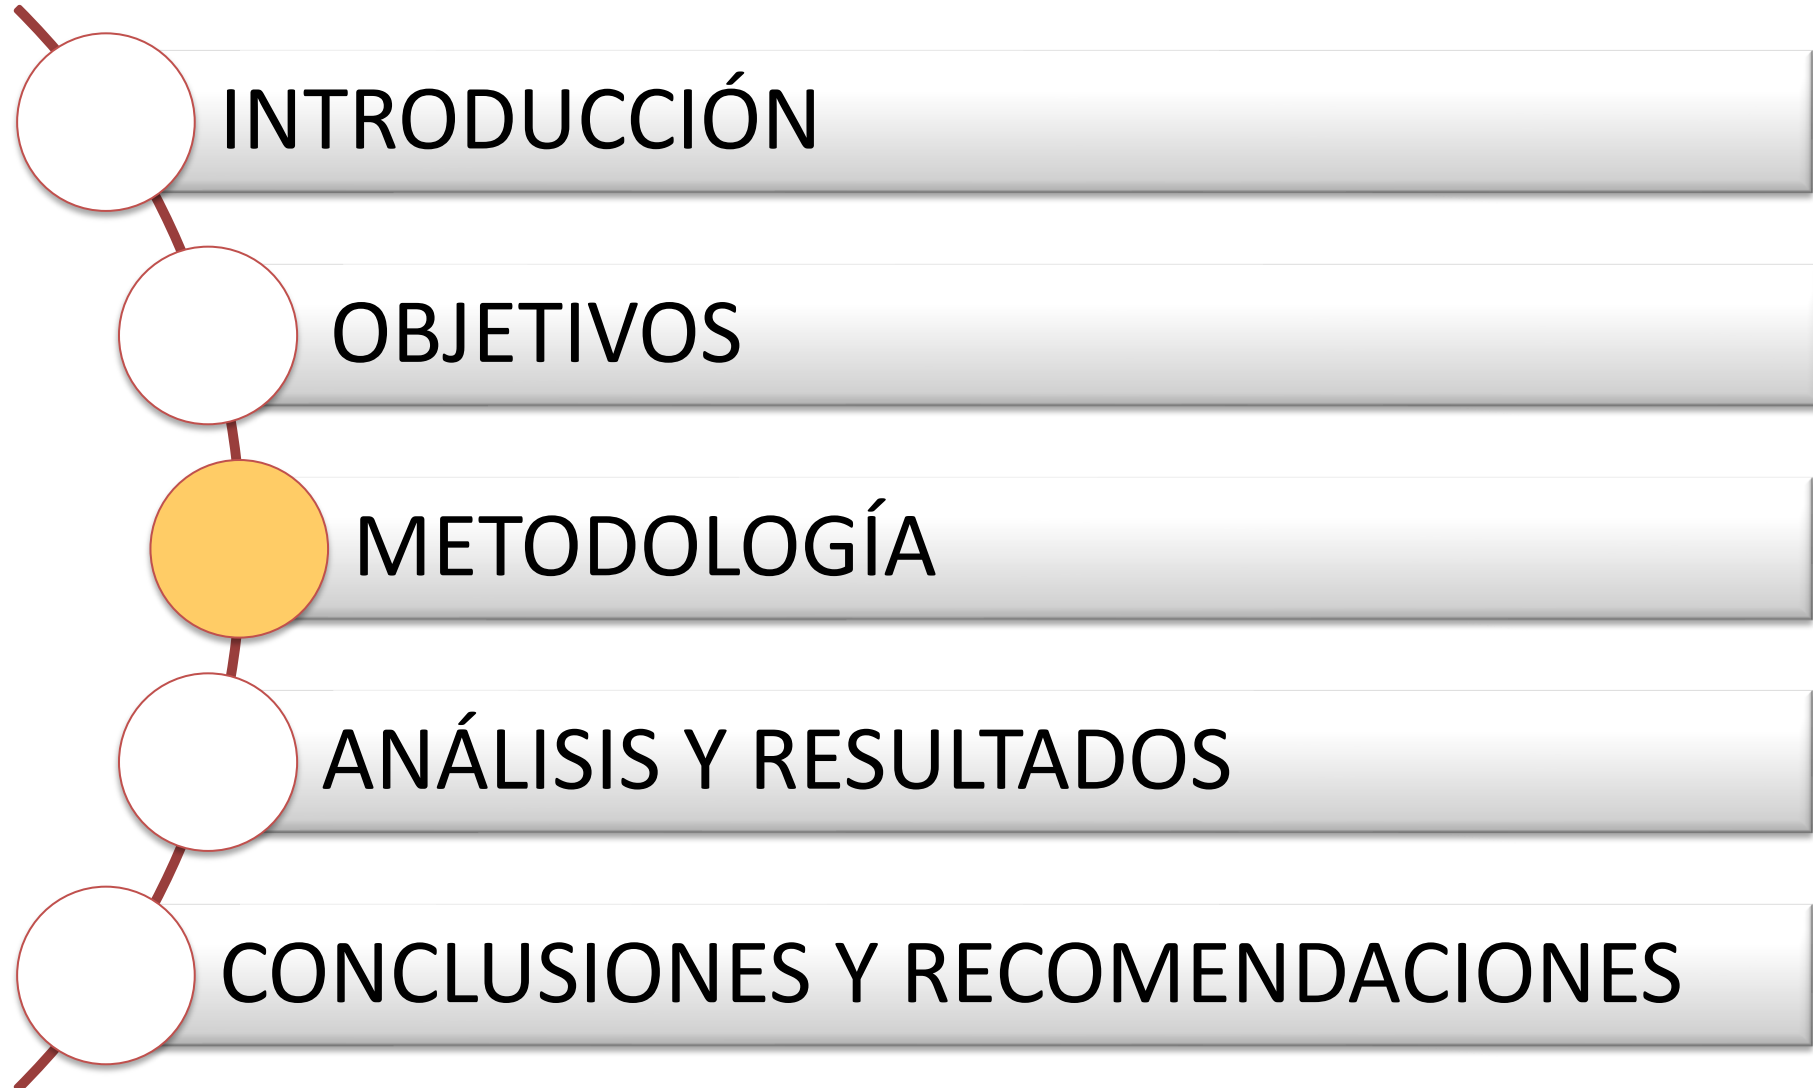 INTRODUCCIÓN
OBJETIVOS
METODOLOGÍA
ANÁLISIS Y RESULTADOS
CONCLUSIONES Y RECOMENDACIONES